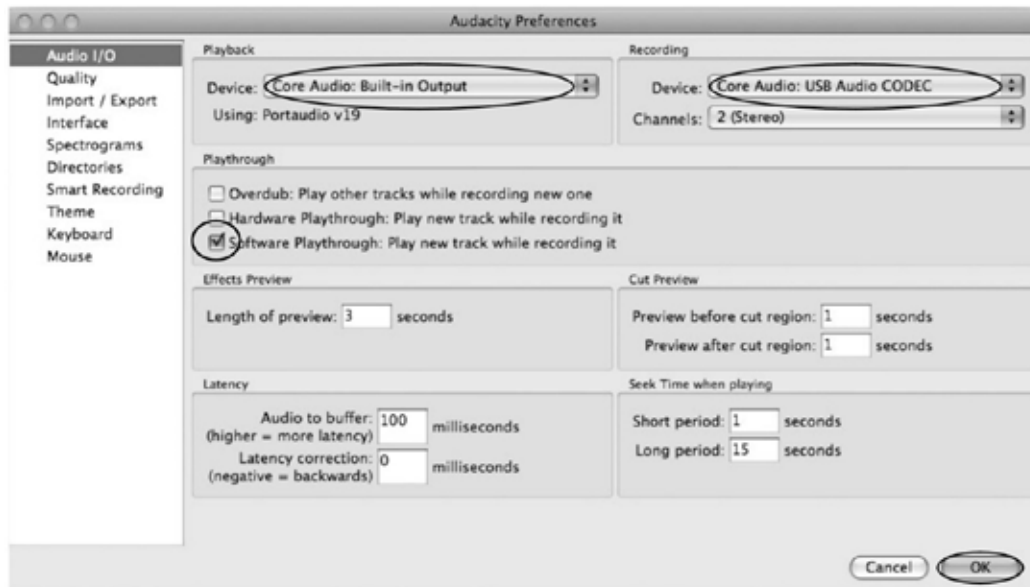 Audacity Preferences
Audio I/O
Quality
Import / Export
Interface
Spectrograms
Directories
Smart Recording
Theme
Keyboard
Mouse
Playback
Device: Core Audio: Built-in Output
Using: Portaudio v19
Recording
Device: Core Audio: USB Audio CODEC
Channels: 2 (Stereo)
Playthrough
Overdub: Play other tracks while recording new one
Hardware Playthrough: Play new track while recording it
Software Playthrough: Play new track while recording it
Effects Preview
Length of preview: 3 seconds
Cut Preview
Preview before cut region: 1 seconds
Preview after cut region: 1 seconds
Latency
Audio to buffer: 100 milliseconds
(higher = more latency)
Latency correction: 0 milliseconds
(negative = backwards)
Seek Time when playing
Short period: 1 seconds
Long period: 15 seconds
Cancel
OK